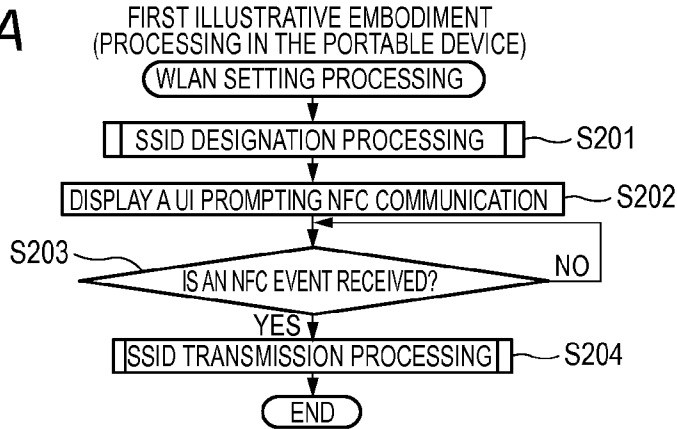 A
FIRST ILLUSTRATIVE EMBODIMENT
(PROCESSING IN THE PORTABLE DEVICE)
WLAN SETTING PROCESSING
SSID DESIGNATION PROCESSING
S201
DISPLAY A UI PROMPTING NFC COMMUNICATION
S202
S203
IS AN NFC EVENT RECEIVED?
NO
YES
SSID TRANSMISSION PROCESSING
S204
END